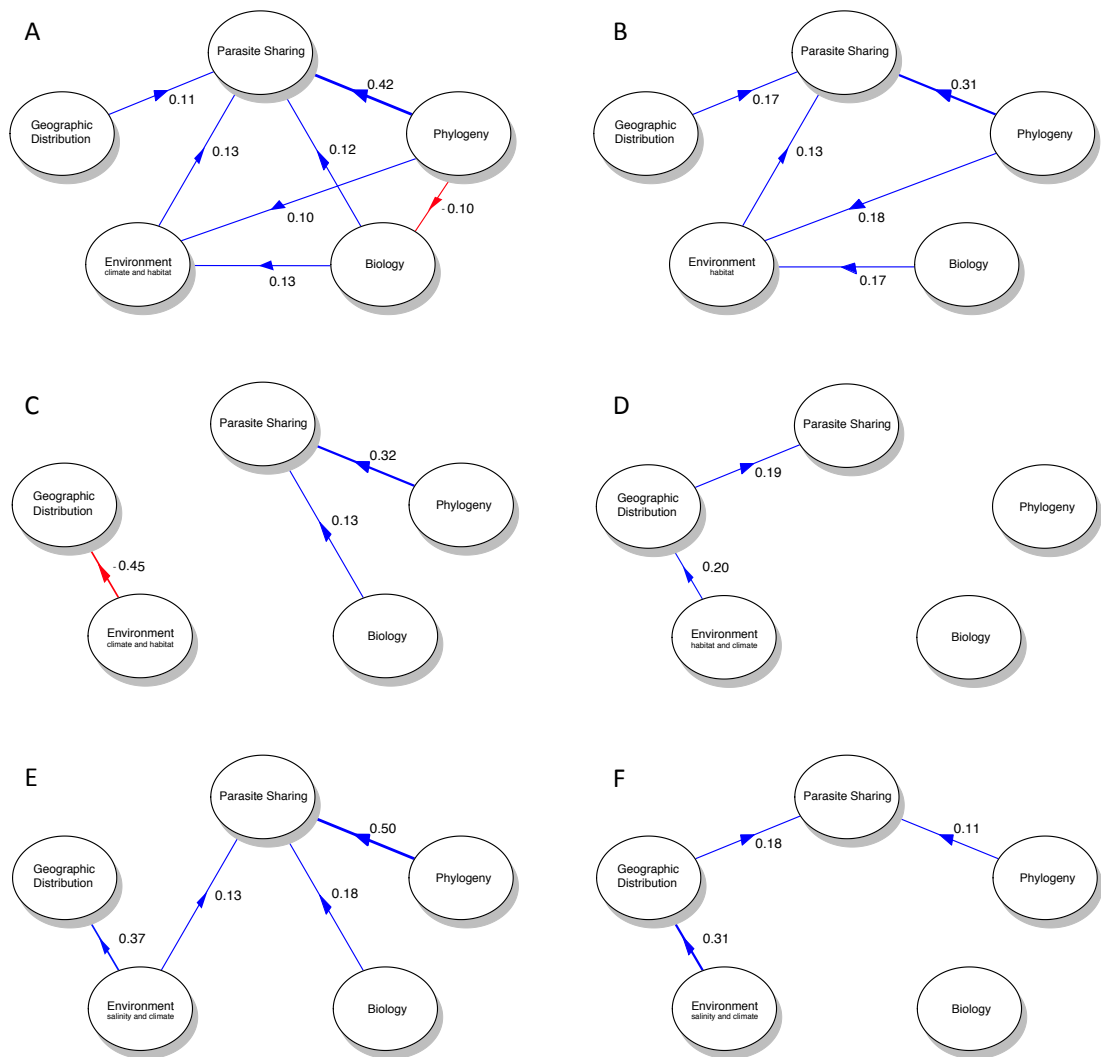 A
Parasite Sharing
Geographic
Distribution
Phylogeny
Environment
climate and habitat
Biology
0.11
0.42
0.13
0.12
0.10
-0.10
0.13
B
Parasite Sharing
Geographic
Distribution
Phylogeny
Environment
habitat
Biology
0.17
0.31
0.13
0.18
0.17
C
Parasite Sharing
Geographic
Distribution
Phylogeny
Environment
climate and habitat
Biology
0.32
0.13
-0.45
D
Parasite Sharing
Geographic
Distribution
Phylogeny
Environment
habitat and climate
Biology
0.19
0.20
E
Parasite Sharing
Geographic
Distribution
Phylogeny
Environment
salinity and climate
Biology
0.50
0.13
0.18
0.37
F
Parasite Sharing
Geographic
Distribution
Phylogeny
Environment
salinity and climate
Biology
0.18
0.11
0.31